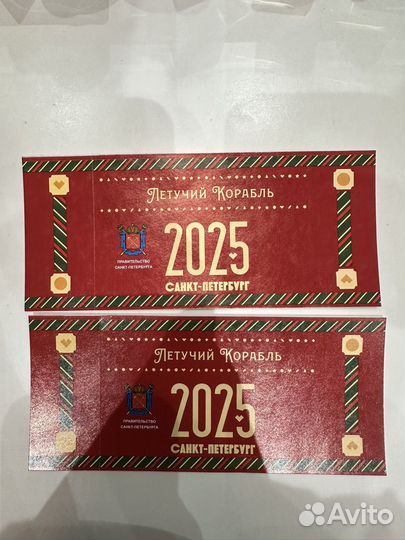 Летучий Корабль
2025
САНКТ-ПЕТЕРБУРГ
ПРАВИТЕЛЬСТВО
САНКТ-ПЕТЕРБУРГА
Летучий Корабль
2025
САНКТ-ПЕТЕРБУРГ
ПРАВИТЕЛЬСТВО
САНКТ-ПЕТЕРБУРГА
Avito